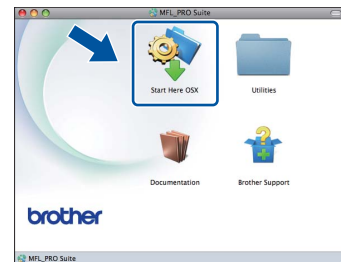 MFL_PRO Suite
Start Here OSX
Utilities
Documentation
Brother Support
brother
MFL_PRO Suite